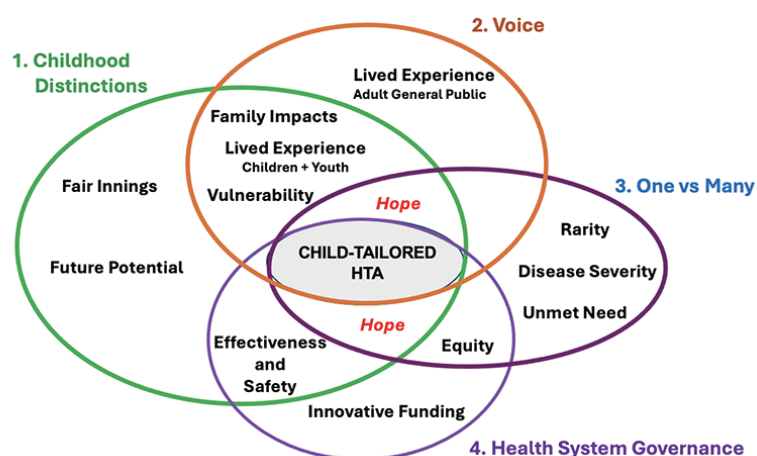 2. Voice
1. Childhood
Distinctions
Lived Experience
Adult General Public
Family Impacts
Lived Experience
Children + Youth
Fair Innings
Vulnerability
Hope
3. One vs Many
Rarity
Future Potential
CHILD-TAILORED
HTA
Disease Severity
Unmet Need
Hope
Effectiveness
and
Safety
Equity
Innovative Funding
4. Health System Governance